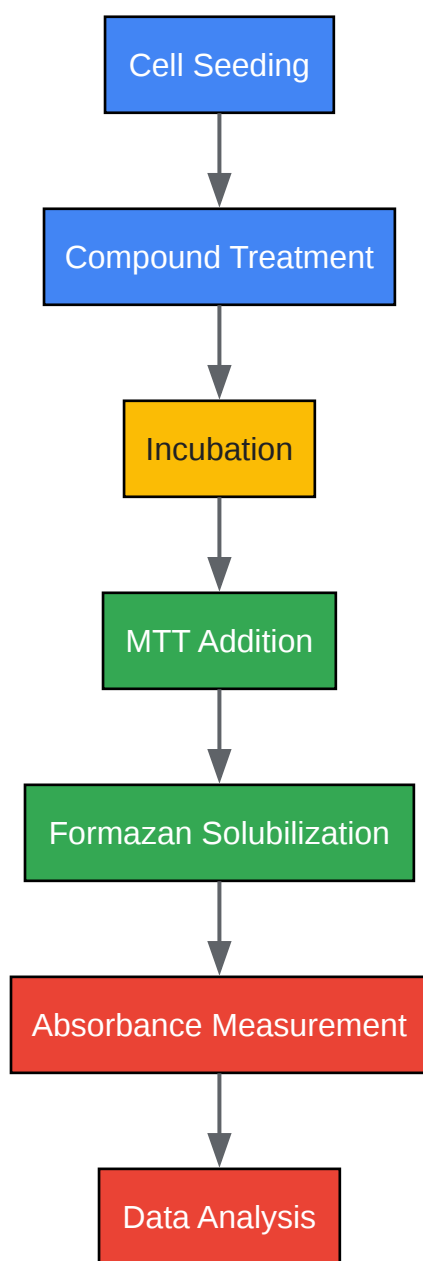 Cell Seeding
Compound Treatment
Incubation
MTT Addition
Formazan Solubilization
Absorbance Measurement
Data Analysis